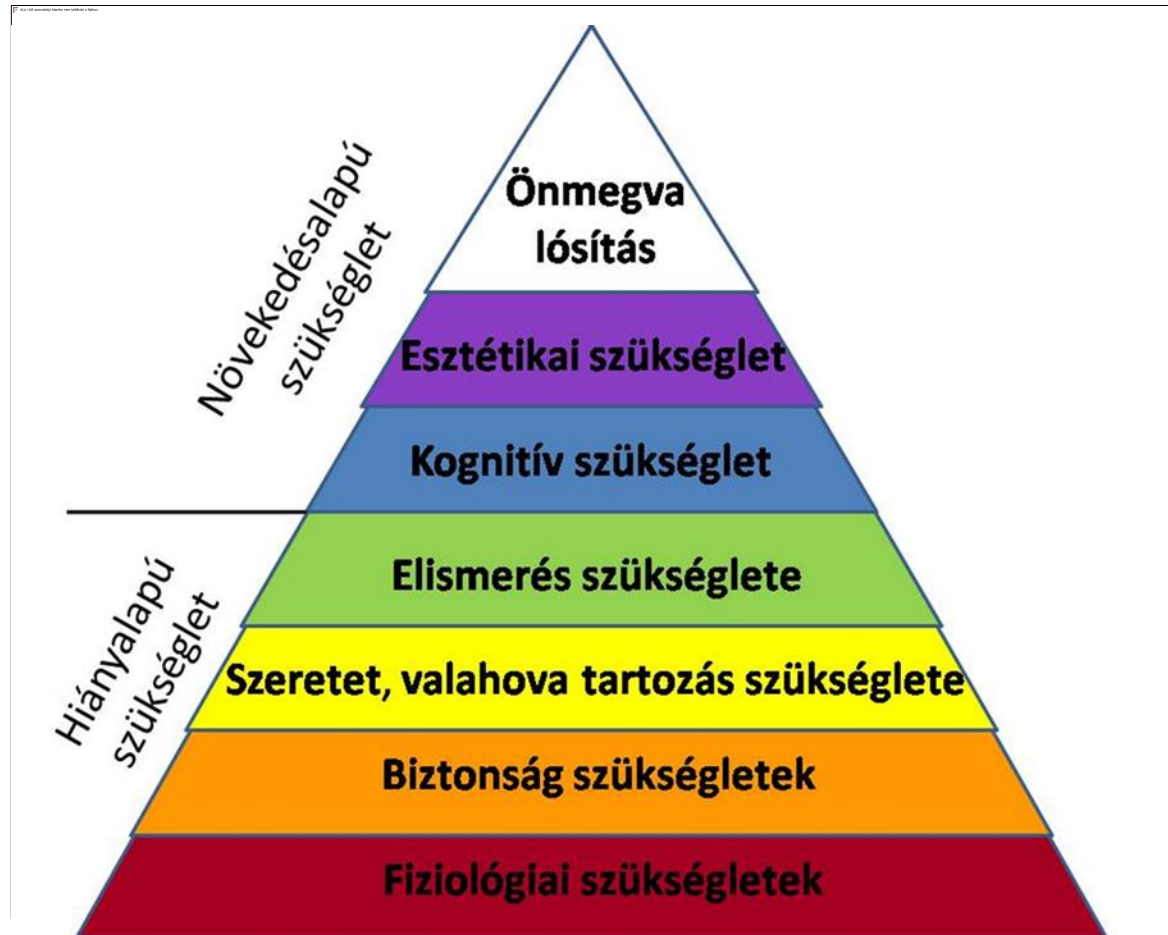 Növekedésalapú
szükséglet
Önmegva
lósítás
Esztétikai szükséglet
Kognitív szükséglet
Hiányalapú
szükséglet
Elismerés szükséglete
Szeretet, valahova tartozás szükséglete
Biztonság szükségletek
Fiziológiai szükségletek